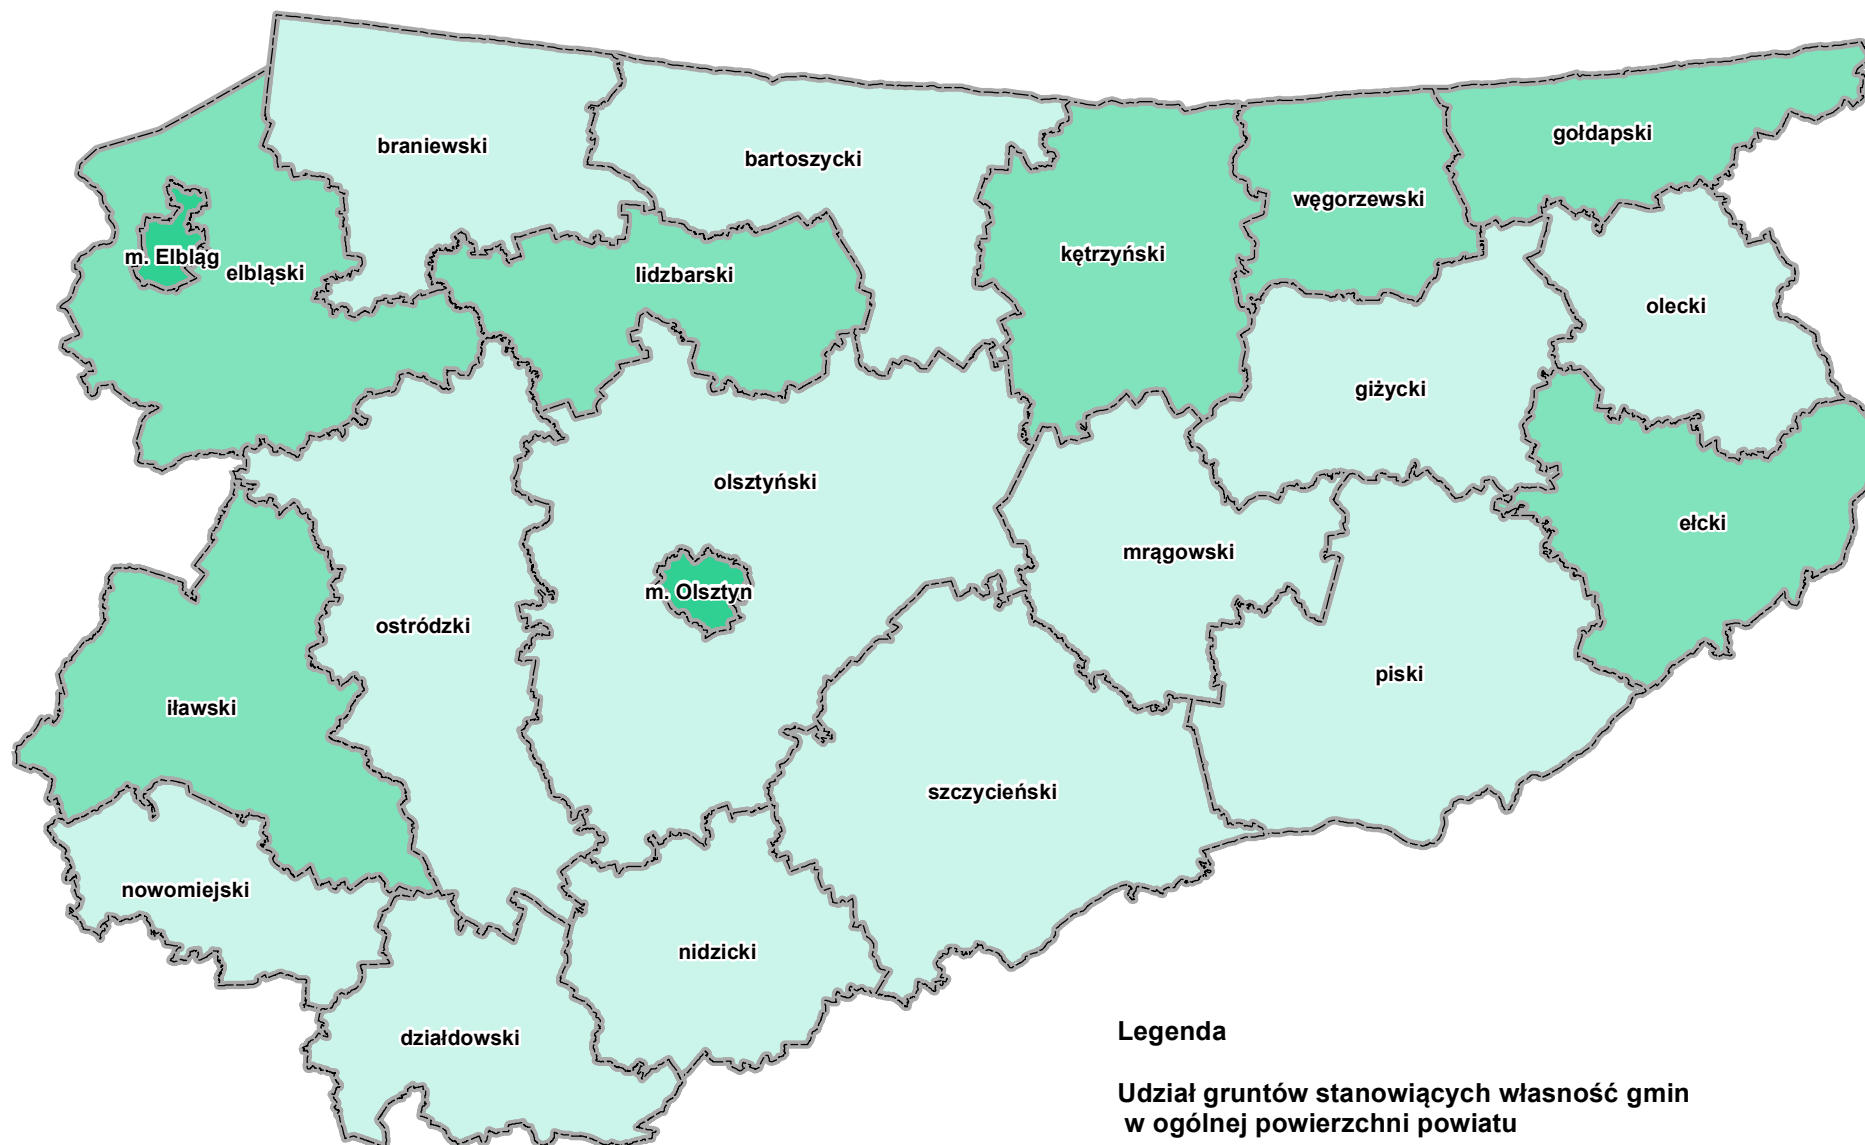 braniewski
bartoszycki
gołdapski
węgorzewski
m. Elbląg
elbląski
lidzbarski
kętrzyński
olecki
giżycki
olsztyński
ełcki
mrągowski
m. Olsztyn
ostródzki
piski
iławski
szczycieński
nowomiejski
nidzicki
działdowski
Legenda
Udział gruntów stanowiących własność gmin
w ogólnej powierzchni powiatu